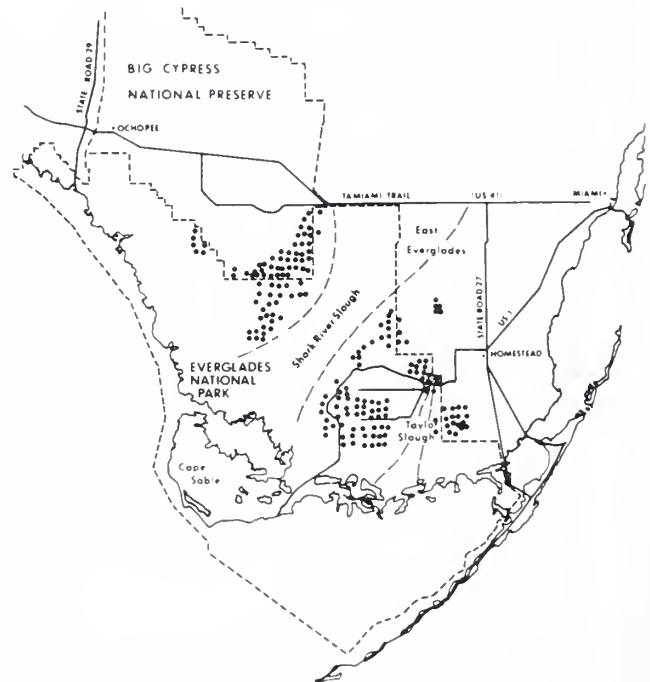 STATE ROAD 29
BIG CYPRESS
NATIONAL PRESERVE
OCHOPEE
TAMIAMI TRAIL
(US 41)
MIAMI
East
Everglades
STATE ROAD 27
US 1
Shark River Slough
HOMESTEAD
EVERGLADES
NATIONAL
PARK
Taylor
Slough
Cape
Sable